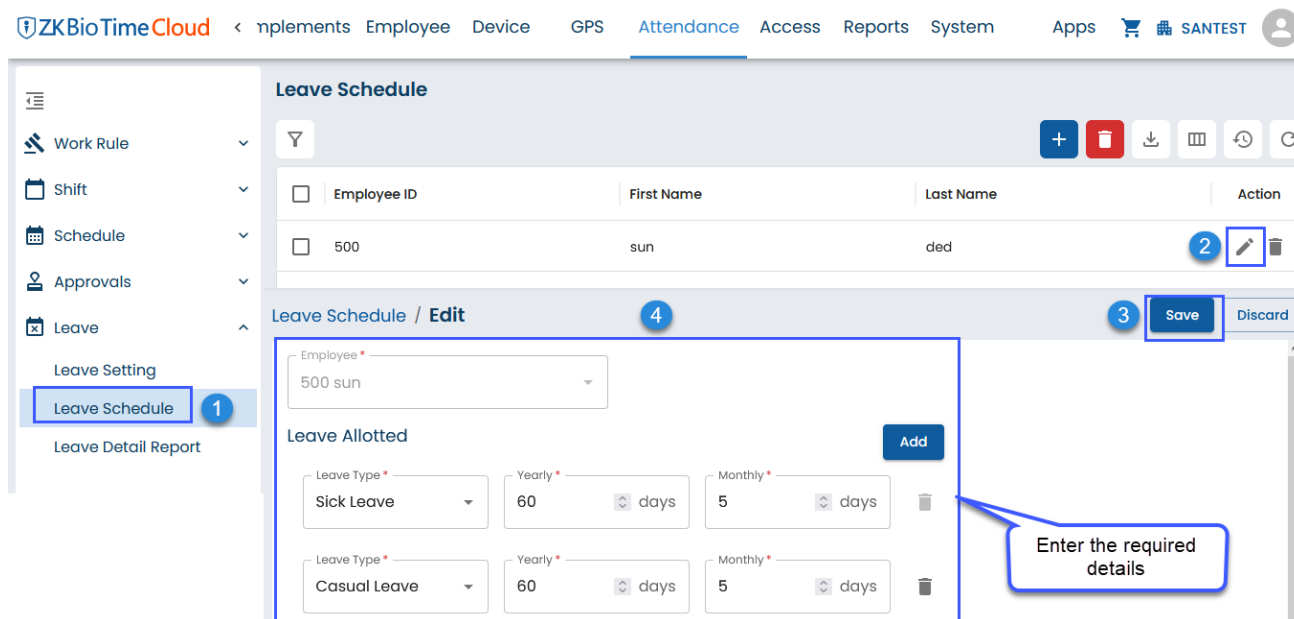 ZKBioTime Cloud
mplements Employee Device GPS Attendance Access Reports System Apps SANTEST
Leave Schedule
Work Rule
Shift
Schedule
Approvals
Leave
Leave Setting
Leave Schedule 1
Leave Detail Report
Employee ID First Name Last Name Action
500 sun ded 2
Leave Schedule / Edit 4 3 Save Discard
Employee *
500 sun
Leave Allotted Add
Leave Type * Yearly * Monthly *
Sick Leave 60 days 5 days
Leave Type * Yearly * Monthly *
Casual Leave 60 days 5 days
Enter the required
details